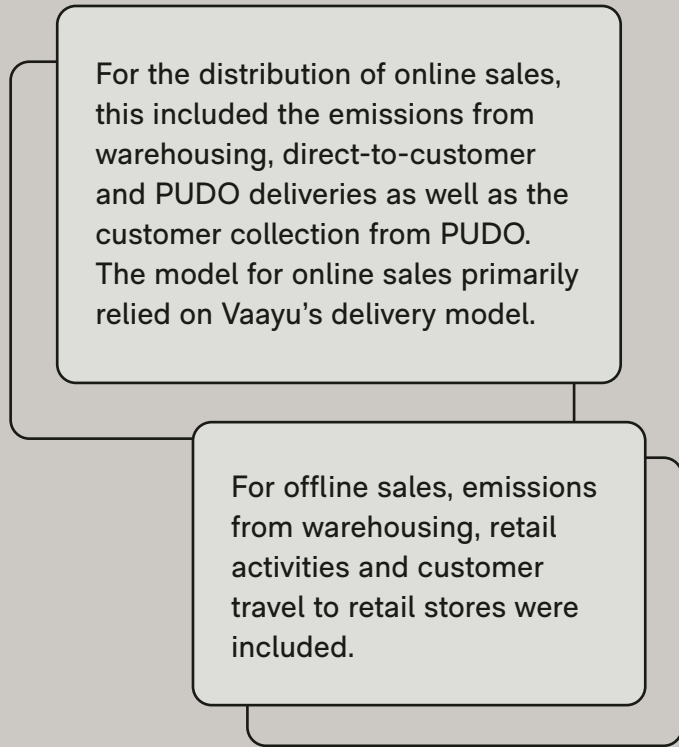 For the distribution of online sales,
this included the emissions from
warehousing, direct-to-customer
and PUDO deliveries as well as the
customer collection from PUDO.
The model for online sales primarily
relied on Vaayu’s delivery model.
For offline sales, emissions
from warehousing, retail
activities and customer
travel to retail stores were
included.